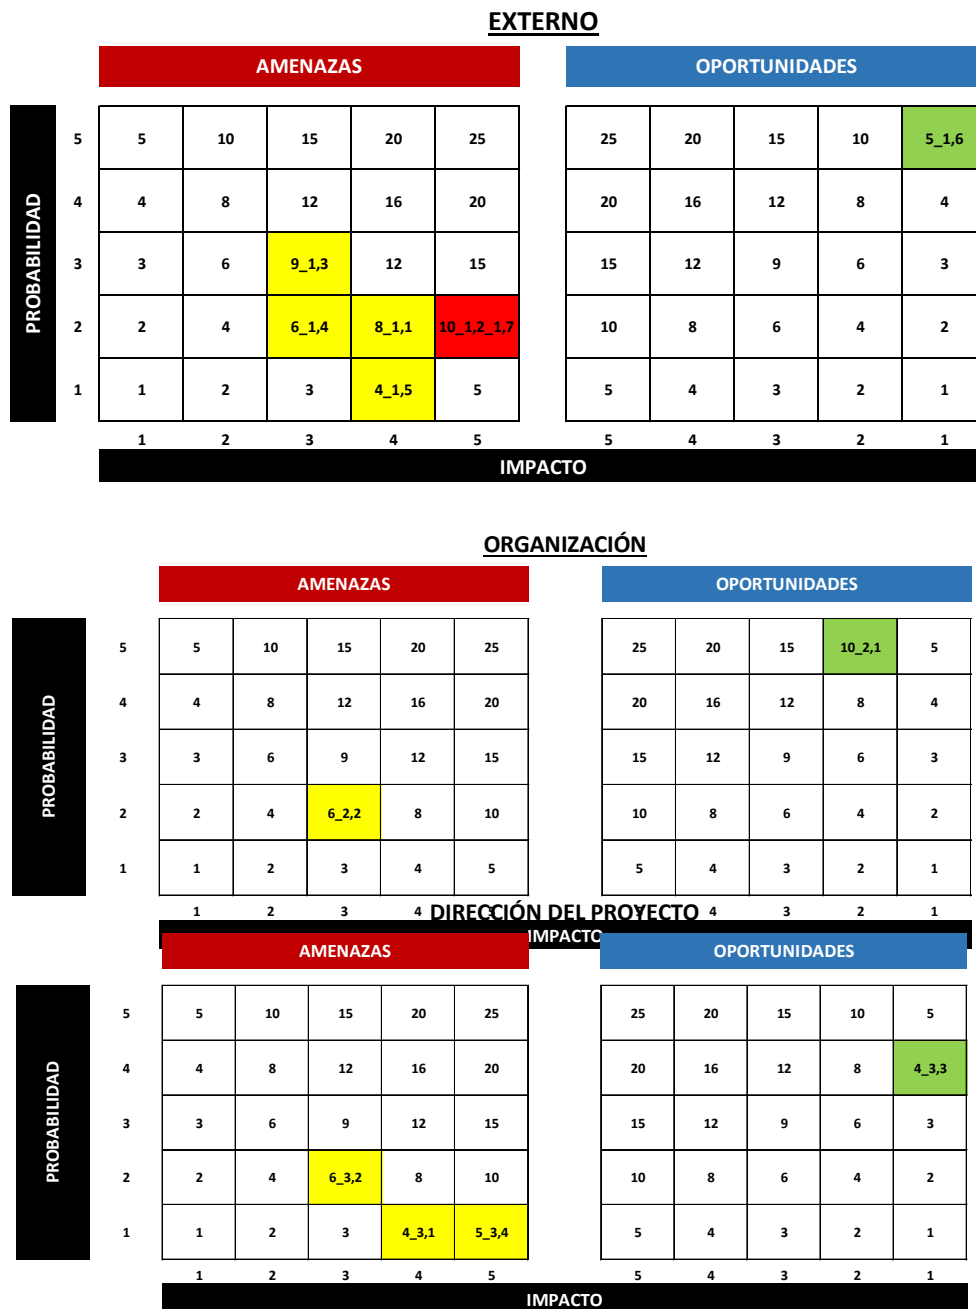 EXTERNO
AMENAZAS OPORTUNIDADES
PROBABILIDAD
5 5 10 15 20 25 25 20 15 10 5_1,6
4 4 8 12 16 20 20 16 12 8 4
3 3 6 9_1,3 12 15 15 12 9 6 3
2 2 4 6_1,4 8_1,1 10_1,2_1,7 10 8 6 4 2
1 1 2 3 4_1,5 5 5 4 3 2 1
1 2 3 4 5 5 4 3 2 1
IMPACTO
ORGANIZACIÓN
AMENAZAS OPORTUNIDADES
PROBABILIDAD
5 5 10 15 20 25 25 20 15 10_2,1 5
4 4 8 12 16 20 20 16 12 8 4
3 3 6 9 12 15 15 12 9 6 3
2 2 4 6_2,2 8 10 10 8 6 4 2
1 1 2 3 4 5 5 4 3 2 1
1 2 3 4 5 5 4 3 2 1
DIRECCIÓN DEL PROYECTO
IMPACTO
AMENAZAS OPORTUNIDADES
PROBABILIDAD
5 5 10 15 20 25 25 20 15 10 5
4 4 8 12 16 20 20 16 12 8 4_3,3
3 3 6 9 12 15 15 12 9 6 3
2 2 4 6_3,2 8 10 10 8 6 4 2
1 1 2 3 4_3,1 5_3,4 5 4 3 2 1
1 2 3 4 5 5 4 3 2 1
IMPACTO